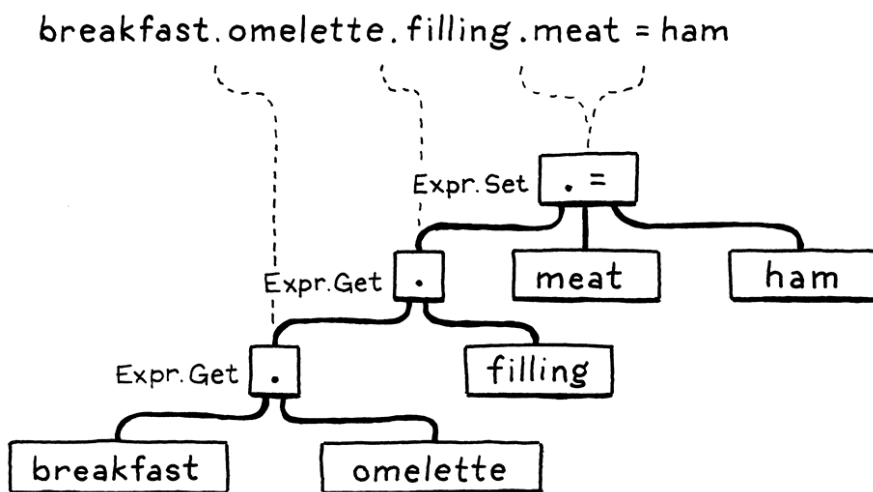 breakfast.omelette.filling.meat = ham
Expr.Set
. =
Expr.Get
.
meat
ham
Expr.Get
.
filling
breakfast
omelette